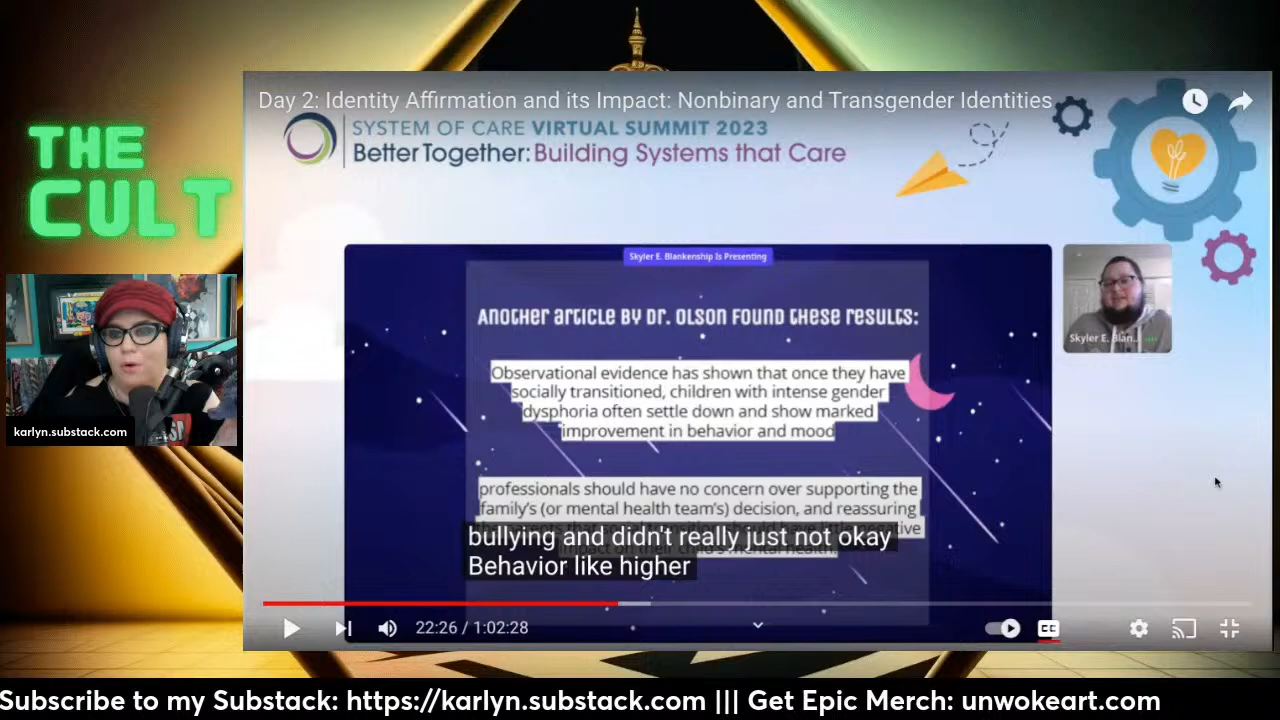 Day 2: Identity Affirmation and its Impact: Nonbinary and Transgender Identities
SYSTEM OF CARE VIRTUAL SUMMIT 2023
Better Together: Building Systems that Care
THE
CULT
Skyler E. Blankenship Is Presenting
Another article by Dr. Olson found these results:
Observational evidence has shown that once they have
socially transitioned, children with intense gender
dysphoria often settle down and show marked
improvement in behavior and mood
professionals should have no concern over supporting the
family's (or mental health team's) decision, and reassuring
negative
Skyler E. Blan...
karlyn.substack.com
bullying and didn't really just not okay
Behavior like higher
22:26 / 1:02:28
CC
Subscribe to my Substack: https://karlyn.substack.com ||| Get Epic Merch: unwokeart.com